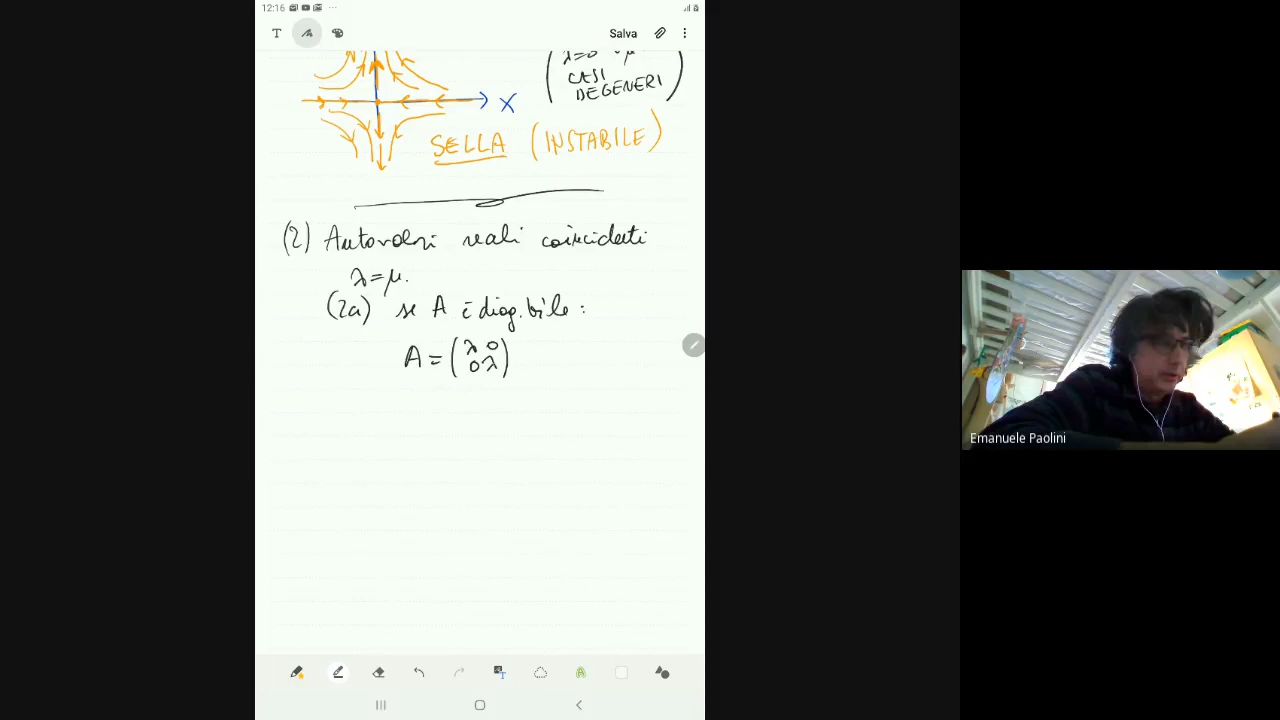 12:16
T
Salva
λ=0 o μ
CASI
DEGENERI
X
SELLA (INSTABILE)
(2) Autovalori reali coincidenti
λ=μ.
(2a) se A è diag.bile:
A = (λ 0
0 λ)
Emanuele Paolini